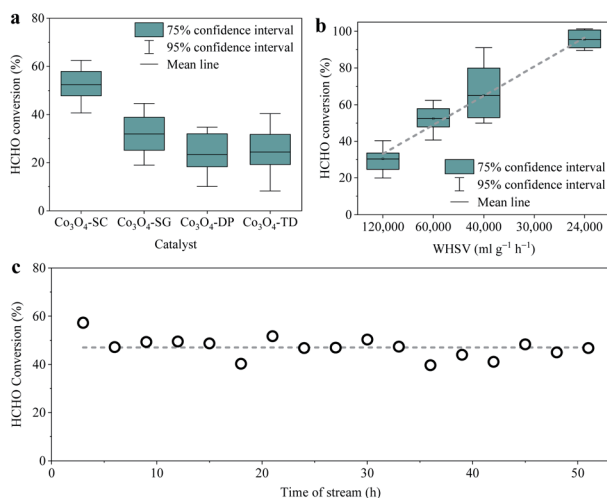 a
HCHO conversion (%)
80
60
40
20
0
75% confidence interval
95% confidence interval
Mean line
Co₃O₄-SC
Co₃O₄-SG
Co₃O₄-DP
Co₃O₄-TD
Catalyst
b
HCHO conversion (%)
100
80
60
40
20
0
75% confidence interval
95% confidence interval
Mean line
120,000
60,000
40,000
30,000
24,000
WHSV (ml g⁻¹ h⁻¹)
c
HCHO Conversion (%)
80
60
40
20
0
0
10
20
30
40
50
Time of stream (h)